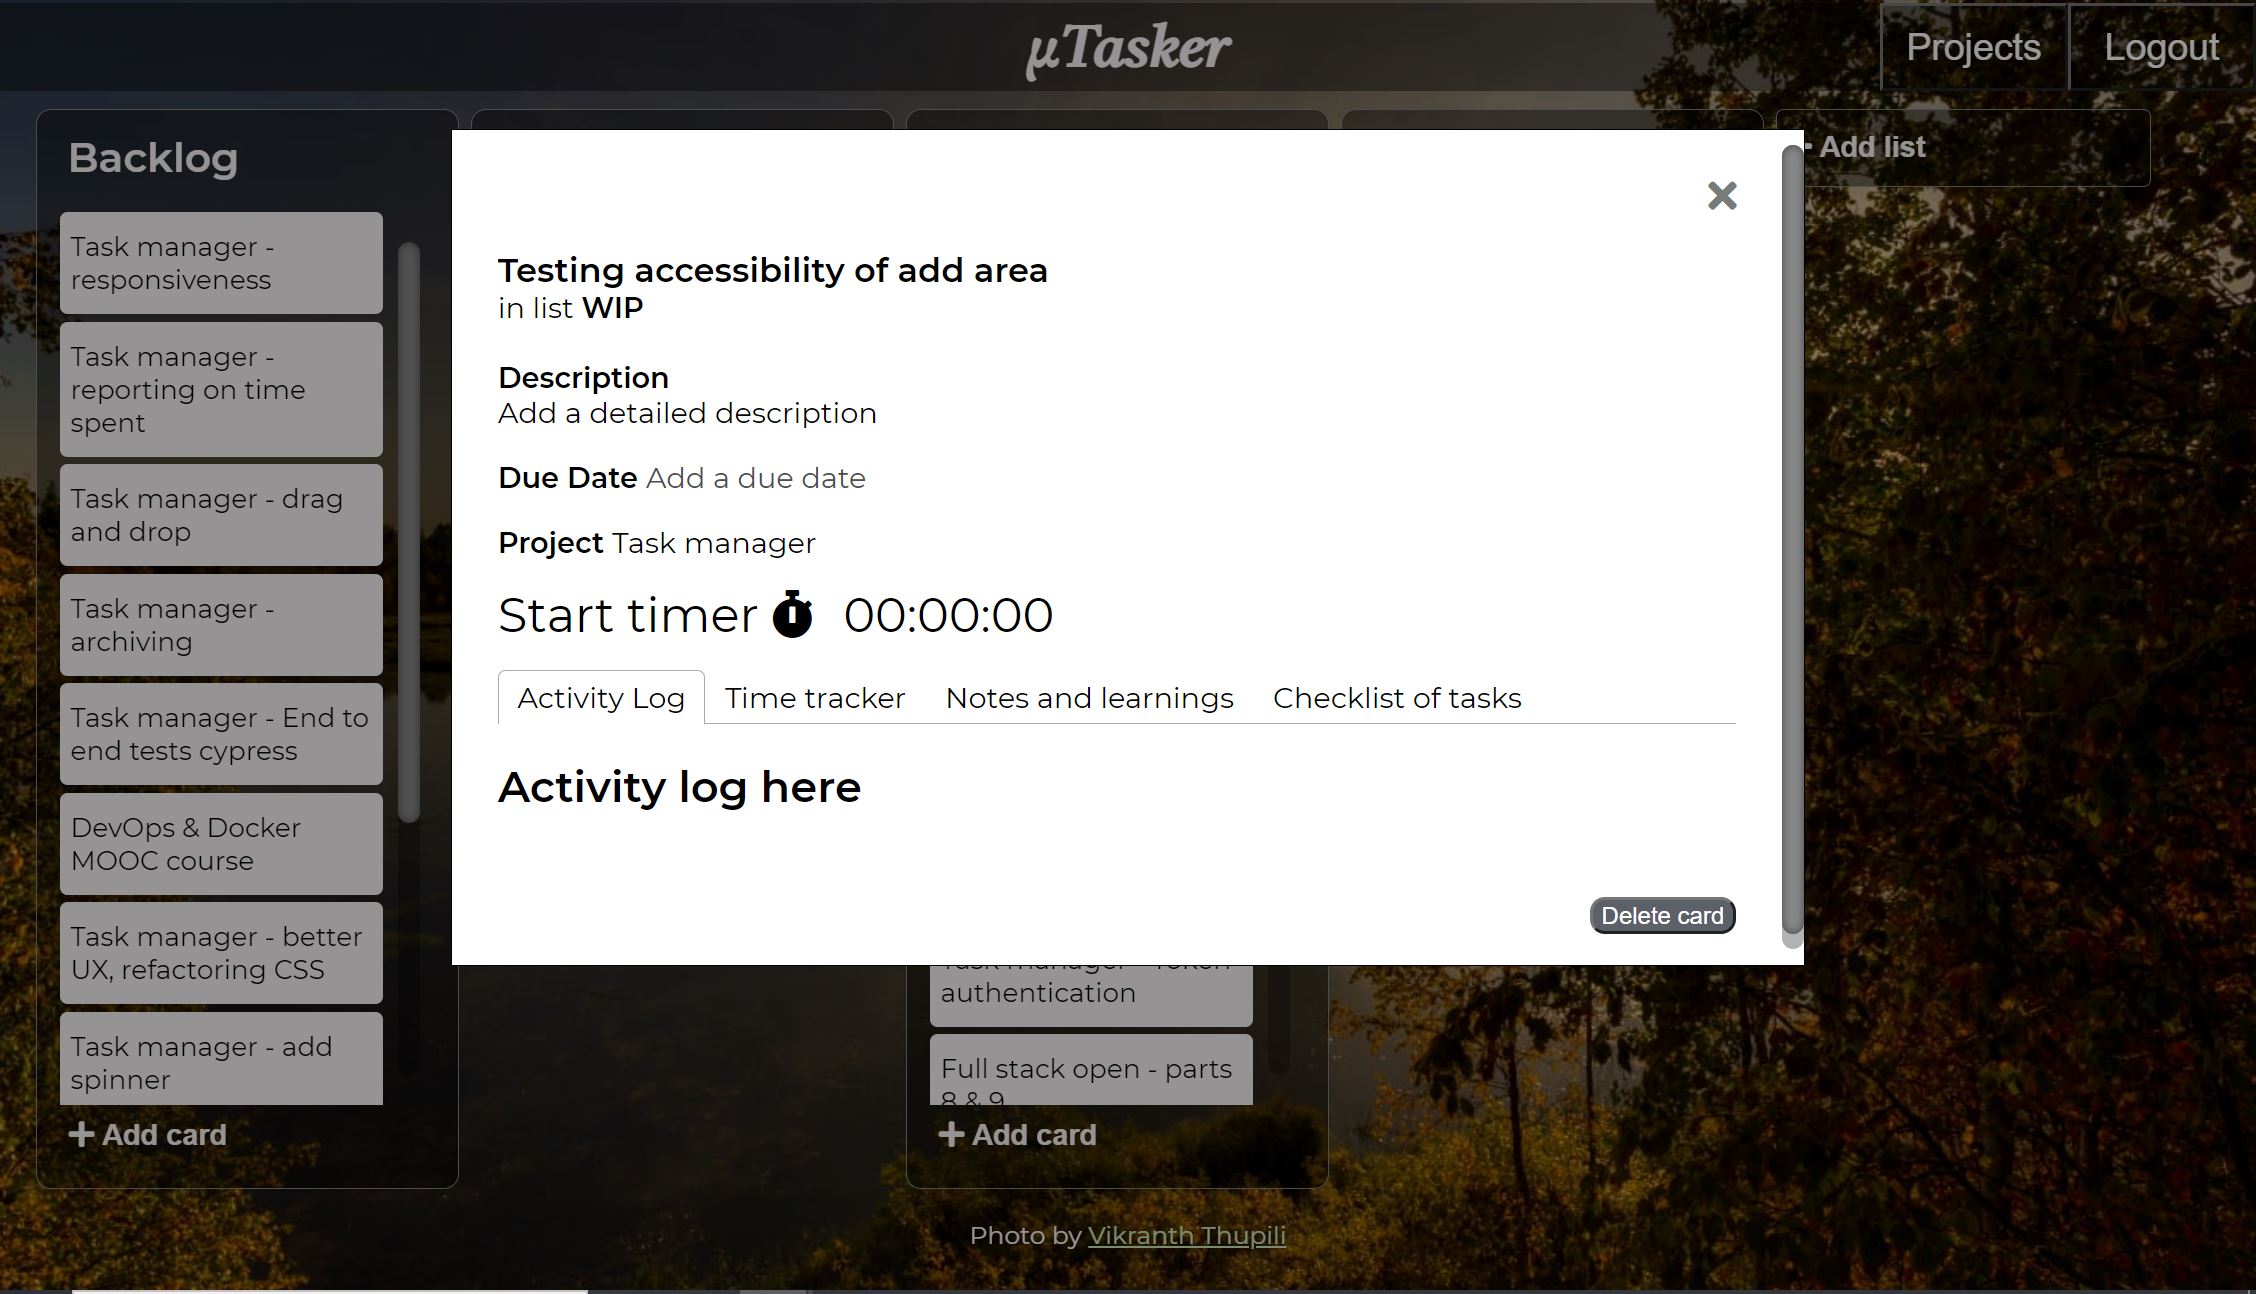 µTasker
Projects
Logout
Backlog
Task manager -
responsiveness
Task manager -
reporting on time
spent
Task manager - drag
and drop
Task manager -
archiving
Task manager - End to
end tests cypress
DevOps & Docker
MOOC course
Task manager - better
UX, refactoring CSS
Task manager - add
spinner
Add card
Add list
Testing accessibility of add area
in list WIP
Description
Add a detailed description
Due Date Add a due date
Project Task manager
Start timer 00:00:00
Activity Log
Time tracker
Notes and learnings
Checklist of tasks
Activity log here
Delete card
Task manager - Token
authentication
Full stack open - parts
8 & 9
Add card
Photo by Vikranth Thupili